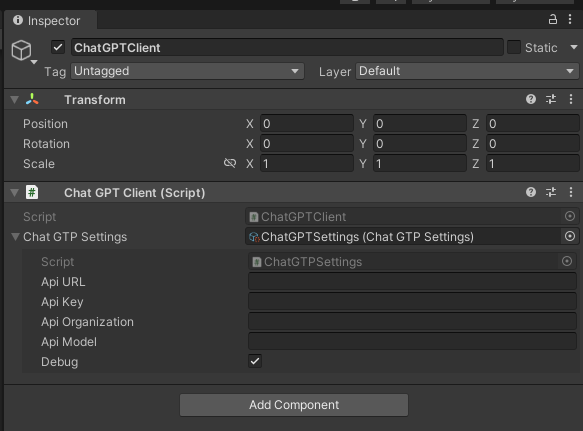 Inspector
ChatGPTClient Static
Tag Untagged Layer Default
Transform
Position X 0 Y 0 Z 0
Rotation X 0 Y 0 Z 0
Scale X 1 Y 1 Z 1
# Chat GPT Client (Script)
Script ChatGPTClient
Chat GTP Settings ChatGPTSettings (Chat GTP Settings)
Script ChatGTPSettings
Api URL
Api Key
Api Organization
Api Model
Debug
Add Component